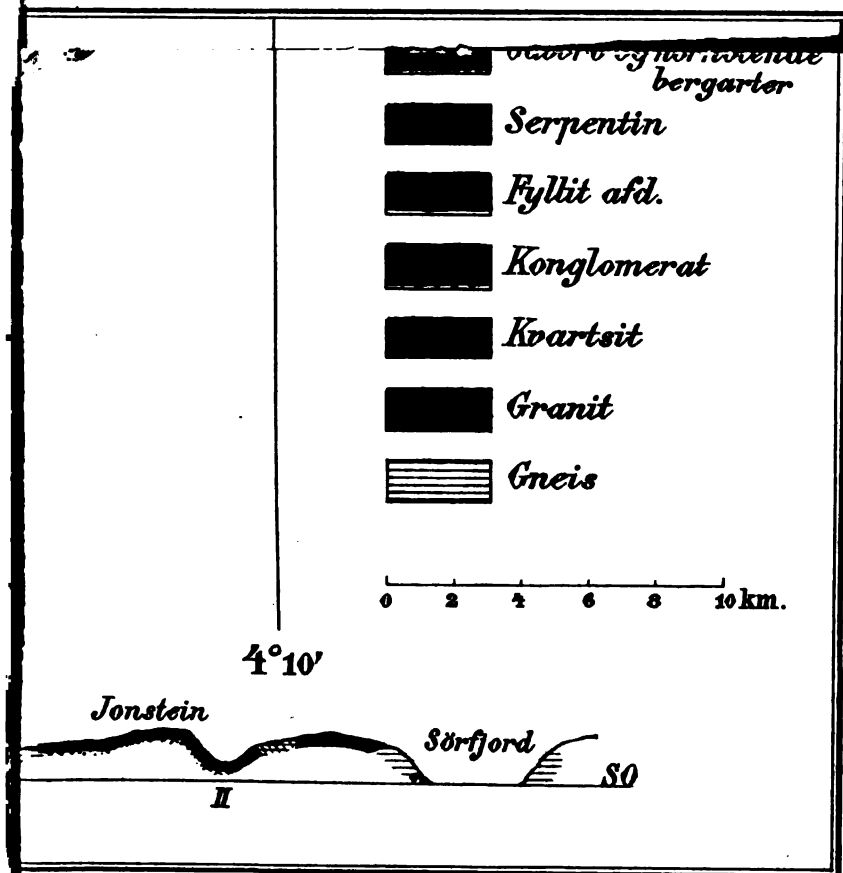 bergarter
Serpentin
Fyllit afd.
Konglomerat
Kvartsit
Granit
Gneis
0 2 4 6 8 10 km.
4° 10'
Jonstein
Sörfjord
SO
II